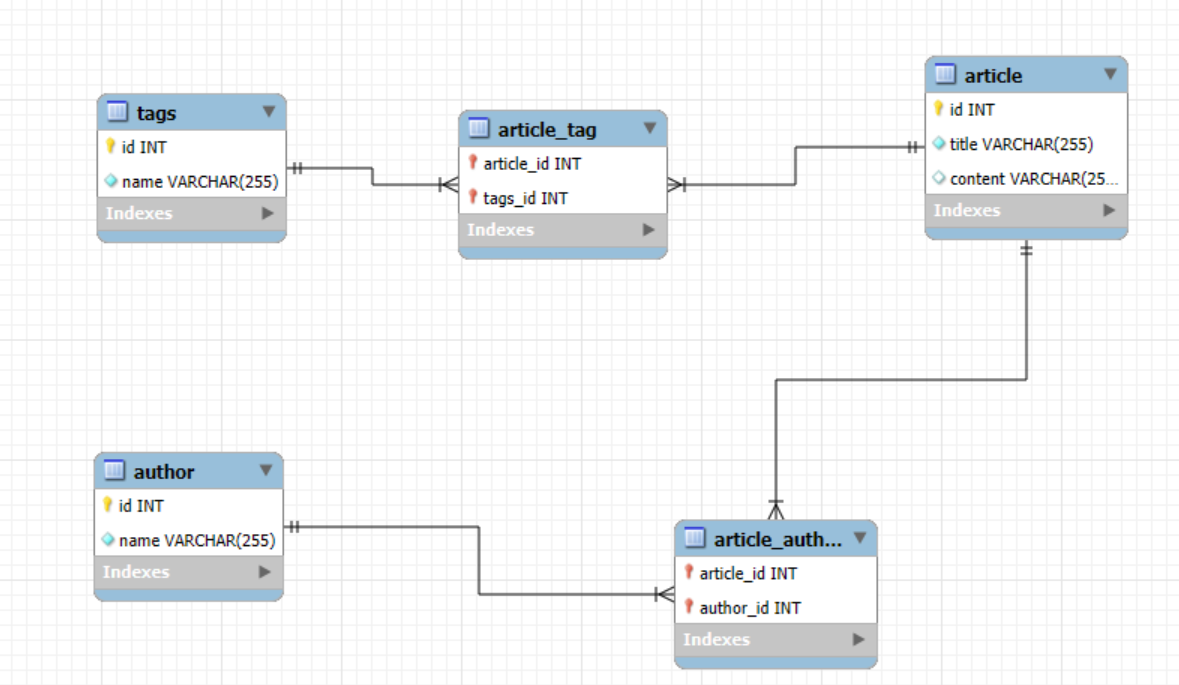 tags
id INT
name VARCHAR(255)
Indexes
article_tag
article_id INT
tags_id INT
Indexes
article
id INT
title VARCHAR(255)
content VARCHAR(25...
Indexes
author
id INT
name VARCHAR(255)
Indexes
article_auth...
article_id INT
author_id INT
Indexes